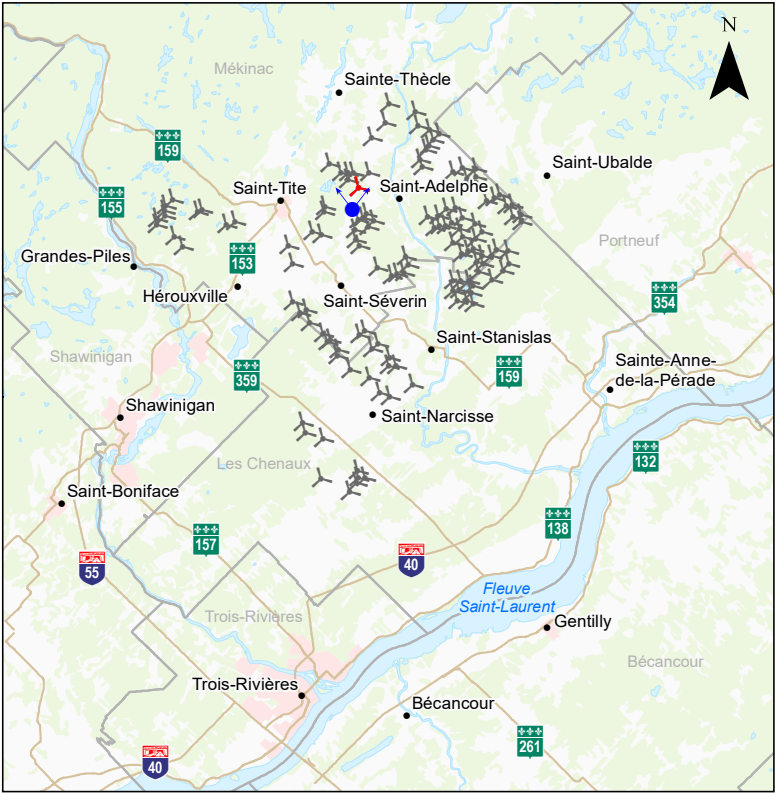 N
Mékinac
Sainte-Thècle
159
Saint-Ubalde
Saint-Tite
Saint-Adelphe
155
Portneuf
Grandes-Piles
153
Hérouxville
Saint-Séverin
354
Saint-Stanislas
Shawinigan
359
159
Sainte-Anne-
de-la-Pérade
Shawinigan
Saint-Narcisse
132
Les Chenaux
Saint-Boniface
157
138
55
40
Fleuve
Saint-Laurent
Trois-Rivières
Gentilly
Bécancour
Trois-Rivières
Bécancour
261
40